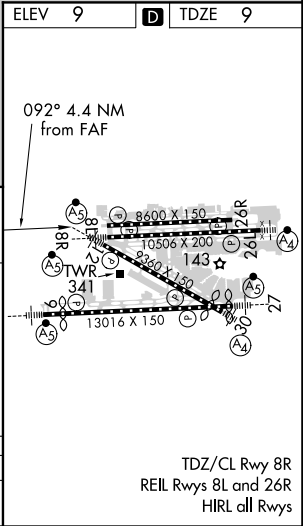 ELEV 9
D
TDZE 9
092° 4.4 NM
from FAF
A5
8600 X 150
26R
8L
8R
P
10506 X 200
26L
A4
12
A5
9360 X 150
143
TWR
341
A5
9
P
13016 X 150
P
30
27
A5
A4
TDZ/CL Rwy 8R
REIL Rwys 8L and 26R
HIRL all Rwys